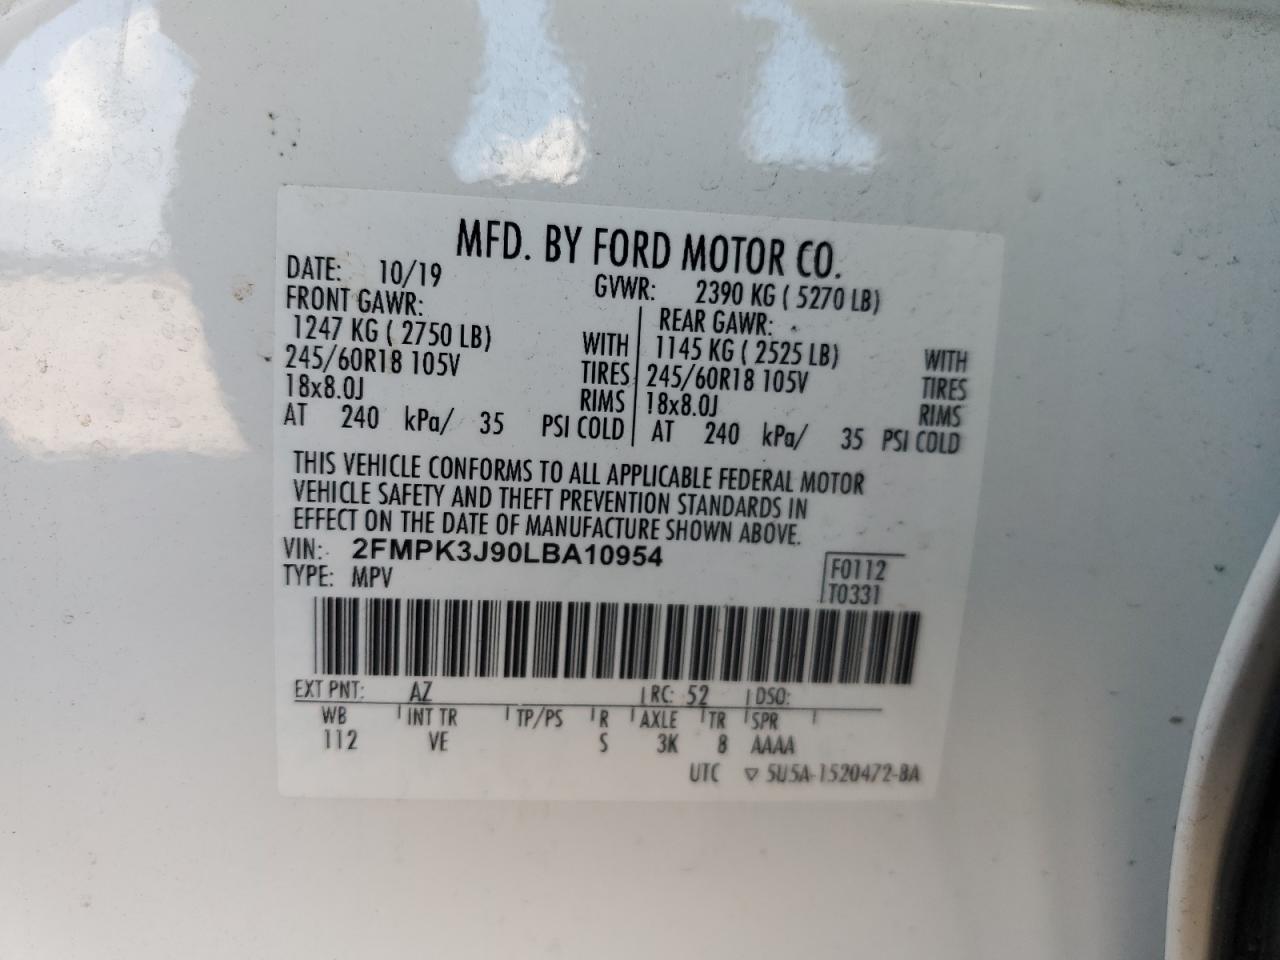 MFD. BY FORD MOTOR CO.
DATE: 10/19 GVWR: 2390 KG ( 5270 LB)
FRONT GAWR: REAR GAWR:
1247 KG ( 2750 LB) WITH 1145 KG ( 2525 LB) WITH
245/60R18 105V TIRES 245/60R18 105V TIRES
18x8.0J RIMS 18x8.0J RIMS
AT 240 kPa/ 35 PSI COLD AT 240 kPa/ 35 PSI COLD
THIS VEHICLE CONFORMS TO ALL APPLICABLE FEDERAL MOTOR
VEHICLE SAFETY AND THEFT PREVENTION STANDARDS IN
EFFECT ON THE DATE OF MANUFACTURE SHOWN ABOVE.
VIN: 2FMPK3J90LBA10954 F0112
TYPE: MPV T0331
EXT PNT: AZ RC: 52 DSO:
WB INT TR TP/PS R AXLE TR SPR
112 VE S 3K 8 AAAA
UTC ▽ 5U5A-1520472-BA